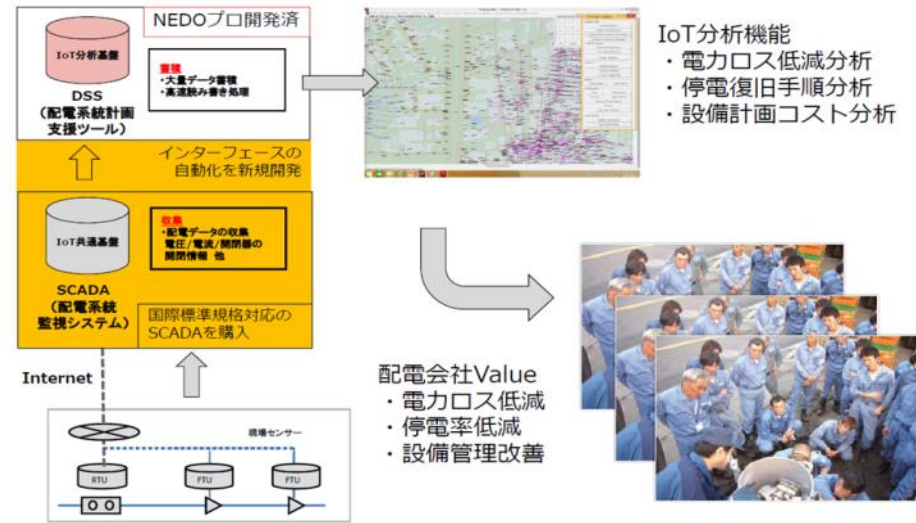 NEDOプロ開発済
IoT分析基盤
DSS
(配電系統計画
支援ツール)
蓄積
・大量データ蓄積
・高速読み書き処理
インターフェースの
自動化を新規開発
IoT共通基盤
SCADA
(配電系統
監視システム)
収集
・配電データの収集
電圧/電流/開閉器の
開閉情報 他
国際標準規格対応の
SCADAを購入
Internet
現場センサー
RTU
FTU
FTU
IoT分析機能
・電力ロス低減分析
・停電復旧手順分析
・設備計画コスト分析
配電会社Value
・電力ロス低減
・停電率低減
・設備管理改善